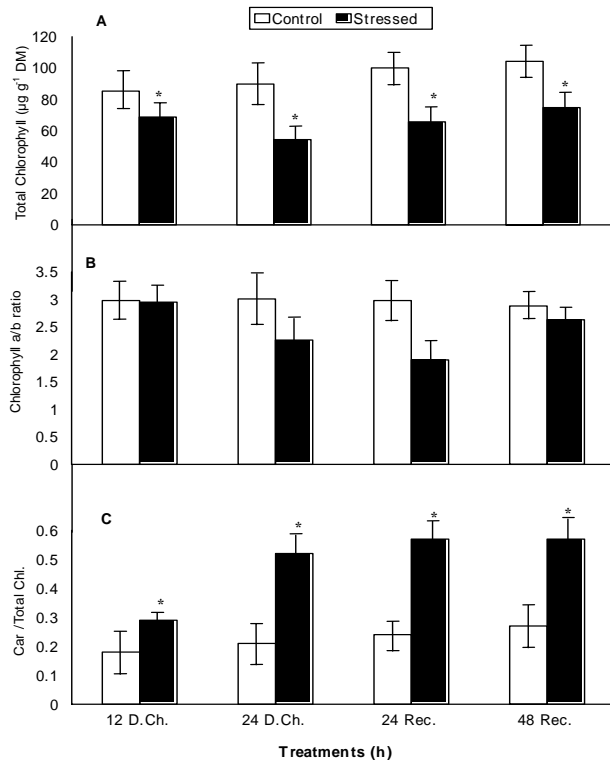 Control Stressed
A
Total Chlorophyll (µg g-1 DM)
120
100
80
60
40
20
0
* * * *
B
Chlorophyll a/b ratio
3.5
3
2.5
2
1.5
1
0.5
0
C
Car /Total Chl.
0.6
0.5
0.4
0.3
0.2
0.1
0
* * * *
12 D.Ch. 24 D.Ch. 24 Rec. 48 Rec.
Treatments (h)